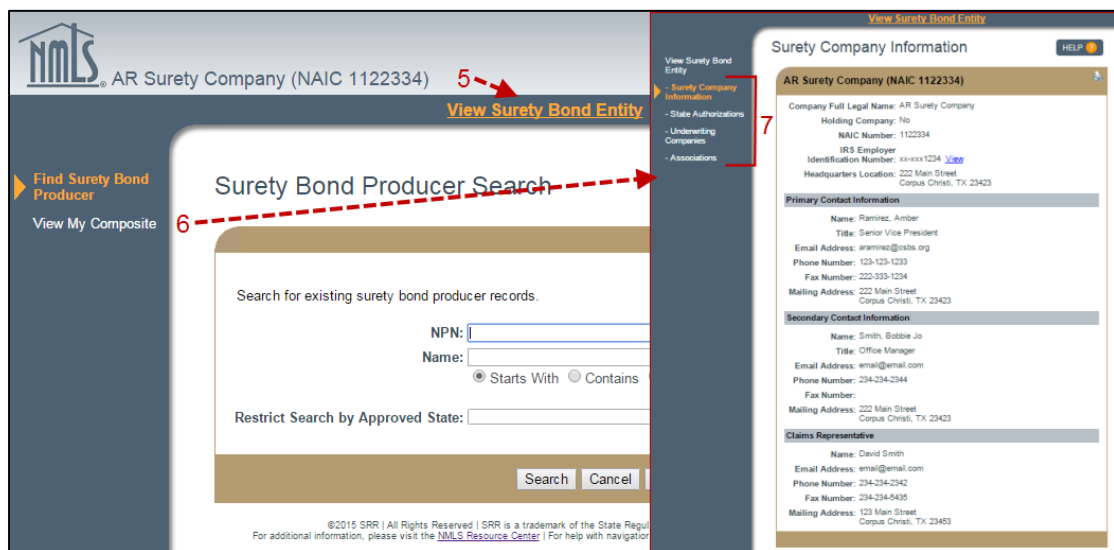 NMLS® AR Surety Company (NAIC 1122334)
5
View Surety Bond Entity
Find Surety Bond
Producer
View My Composite
6
Surety Bond Producer Search
Search for existing surety bond producer records.
NPN:
Name:
Starts With Contains
Restrict Search by Approved State:
Search Cancel
©2015 SRR | All Rights Reserved | SRR is a trademark of the State Regul
For additional information, please visit the NMLS Resource Center | For help with navigation
View Surety Bond Entity
View Surety Bond
Entity
- Surety Company
Information
- State Authorizations
- Underwriting
Companies
- Associations
7
Surety Company Information
HELP ?
AR Surety Company (NAIC 1122334)
Company Full Legal Name: AR Surety Company
Holding Company: No
NAIC Number: 1122334
IRS Employer
Identification Number: xx-xxx1234 View
Headquarters Location: 222 Main Street
Corpus Christi, TX 23423
Primary Contact Information
Name: Ramirez, Amber
Title: Senior Vice President
Email Address: aramirez@csbs.org
Phone Number: 123-123-1233
Fax Number: 222-333-1234
Mailing Address: 222 Main Street
Corpus Christi, TX 23423
Secondary Contact Information
Name: Smith, Bobbie Jo
Title: Office Manager
Email Address: email@email.com
Phone Number: 234-234-2344
Fax Number:
Mailing Address: 222 Main Street
Corpus Christi, TX 23423
Claims Representative
Name: David Smith
Email Address: email@email.com
Phone Number: 234-234-2342
Fax Number: 234-234-5435
Mailing Address: 123 Main Street
Corpus Christi, TX 23453